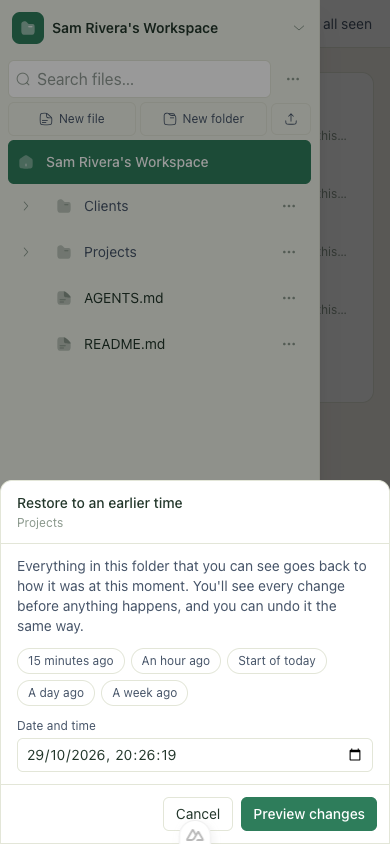 Sam Rivera's Workspace
all seen
Search files...
New file
New folder
Sam Rivera's Workspace
this...
Clients
this...
Projects
this...
AGENTS.md
this...
README.md
Restore to an earlier time
Projects
Everything in this folder that you can see goes back to
how it was at this moment. You'll see every change
before anything happens, and you can undo it the
same way.
15 minutes ago
An hour ago
Start of today
A day ago
A week ago
Date and time
29/10/2026, 20:26:19
Cancel
Preview changes